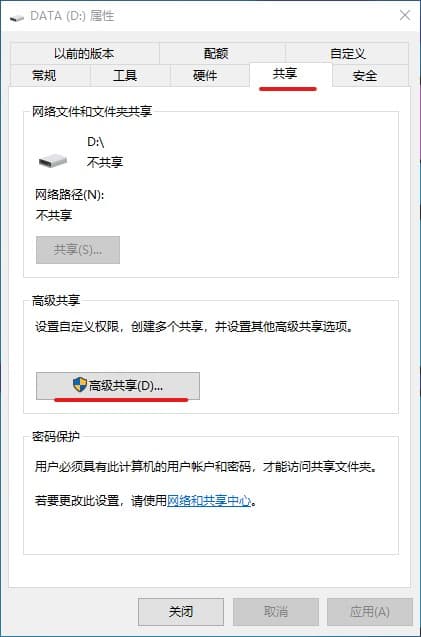 DATA (D:) 属性
以前的版本 配额 自定义
常规 工具 硬件 共享 安全
网络文件和文件夹共享
D:\
不共享
网络路径(N):
不共享
共享(S)...
高级共享
设置自定义权限，创建多个共享，并设置其他高级共享选项。
高级共享(D)...
密码保护
用户必须具有此计算机的用户帐户和密码，才能访问共享文件夹。
若要更改此设置，请使用网络和共享中心。
关闭 取消 应用(A)